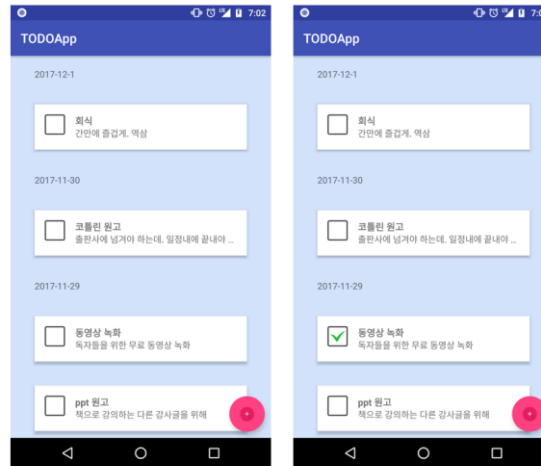 7:02
TODOApp
2017-12-1
회식
간만에 즐겁게. 역삼
2017-11-30
코틀린 원고
출판사에 넘겨야 하는데. 일정내에 끝내야 ...
2017-11-29
동영상 녹화
독자들을 위한 무료 동영상 녹화
ppt 원고
책으로 강의하는 다른 강사글을 위해
TODOApp
2017-12-1
회식
간만에 즐겁게. 역삼
2017-11-30
코틀린 원고
출판사에 넘겨야 하는데. 일정내에 끝내야 ...
2017-11-29
동영상 녹화
독자들을 위한 무료 동영상 녹화
ppt 원고
책으로 강의하는 다른 강사글을 위해